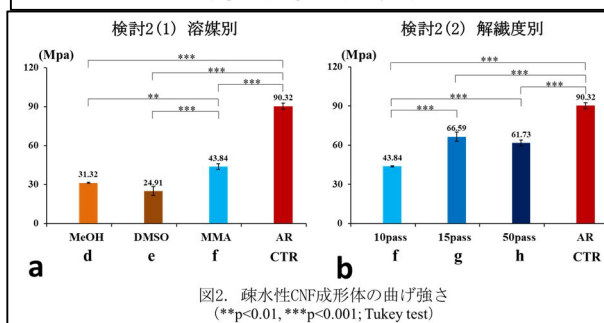 検討2(1) 溶媒別
(Mpa)
120
90
60
30
0
***
***
***
**
***
31.32
24.91
43.84
90.32
MeOH
DMSO
MMA
AR
d
e
f
CTR
a
検討2(2) 解繊度別
(Mpa)
120
90
60
30
0
***
***
***
***
***
43.84
66.59
61.73
90.32
10pass
15pass
50pass
AR
f
g
h
CTR
b
図2. 疎水性CNF成形体の曲げ強さ
(**p<0.01, ***p<0.001; Tukey test)